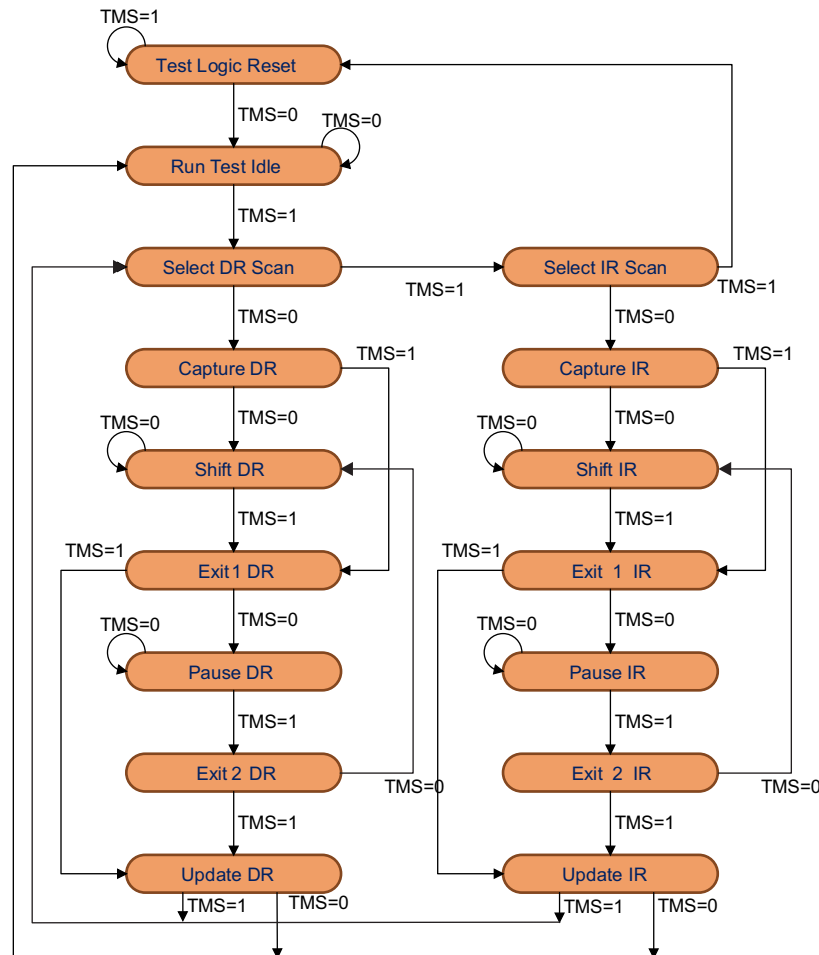 TMS=1
Test Logic Reset
TMS=0
TMS=0
Run Test Idle
TMS=1
Select DR Scan
TMS=1
Select IR Scan
TMS=1
TMS=0
TMS=0
TMS=1
TMS=1
Capture DR
Capture IR
TMS=0
TMS=0
TMS=0
TMS=0
Shift DR
Shift IR
TMS=1
TMS=1
TMS=1
TMS=1
Exit1 DR
Exit 1 IR
TMS=0
TMS=0
TMS=0
TMS=0
Pause DR
Pause IR
TMS=1
TMS=1
Exit2 DR
TMS=0
Exit 2 IR
TMS=0
TMS=1
TMS=1
Update DR
Update IR
TMS=1
TMS=0
TMS=1
TMS=0